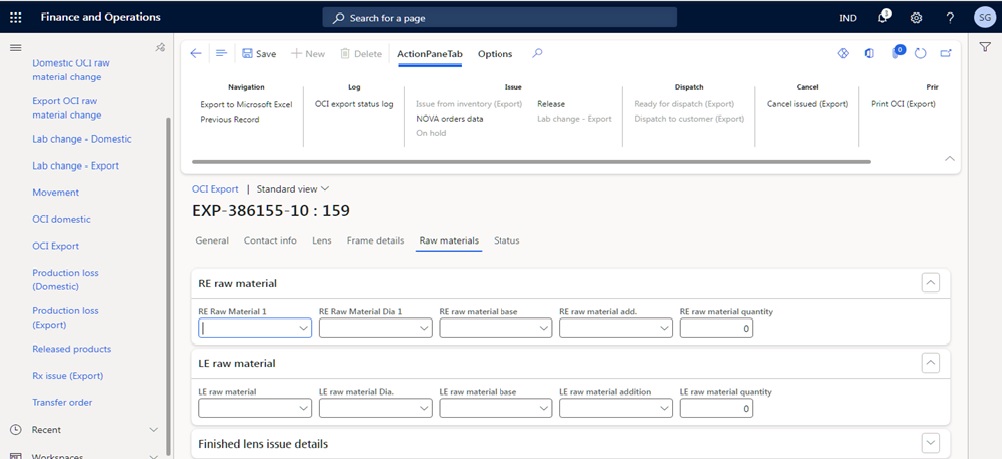 Finance and Operations
Search for a page
IND
3
?
SG
Domestic OCI raw
material change
Export OCI raw
material change
Lab change - Domestic
Lab change - Export
Movement
OCI domestic
OCI Export
Production loss
(Domestic)
Production loss
(Export)
Released products
Rx issue (Export)
Transfer order
Recent
Workspaces
Save
New
Delete
ActionPaneTab
Options
0
Navigation
Export to Microsoft Excel
Previous Record
Log
OCI export status log
Issue
Issue from inventory (Export)
NOVA orders data
On hold
Release
Lab change - Export
Dispatch
Ready for dispatch (Export)
Dispatch to customer (Export)
Cancel
Cancel issued (Export)
Prir
Print OCI (Export)
OCI Export | Standard view
EXP-386155-10 : 159
General Contact info Lens Frame details Raw materials Status
RE raw material
RE Raw Material 1 RE Raw Material Dia 1 RE raw material base RE raw material add. RE raw material quantity
0
LE raw material
LE raw material LE raw material Dia. LE raw material base LE raw material addition LE raw material quantity
0
Finished lens issue details